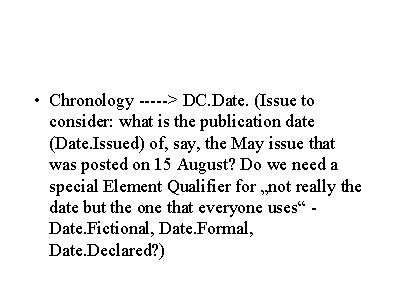 • Chronology -----> DC.Date. (Issue to
consider: what is the publication date
(Date.Issued) of, say, the May issue that
was posted on 15 August? Do we need a
special Element Qualifier for „not really the
date but the one that everyone uses“ -
Date.Fictional, Date.Formal,
Date.Declared?)